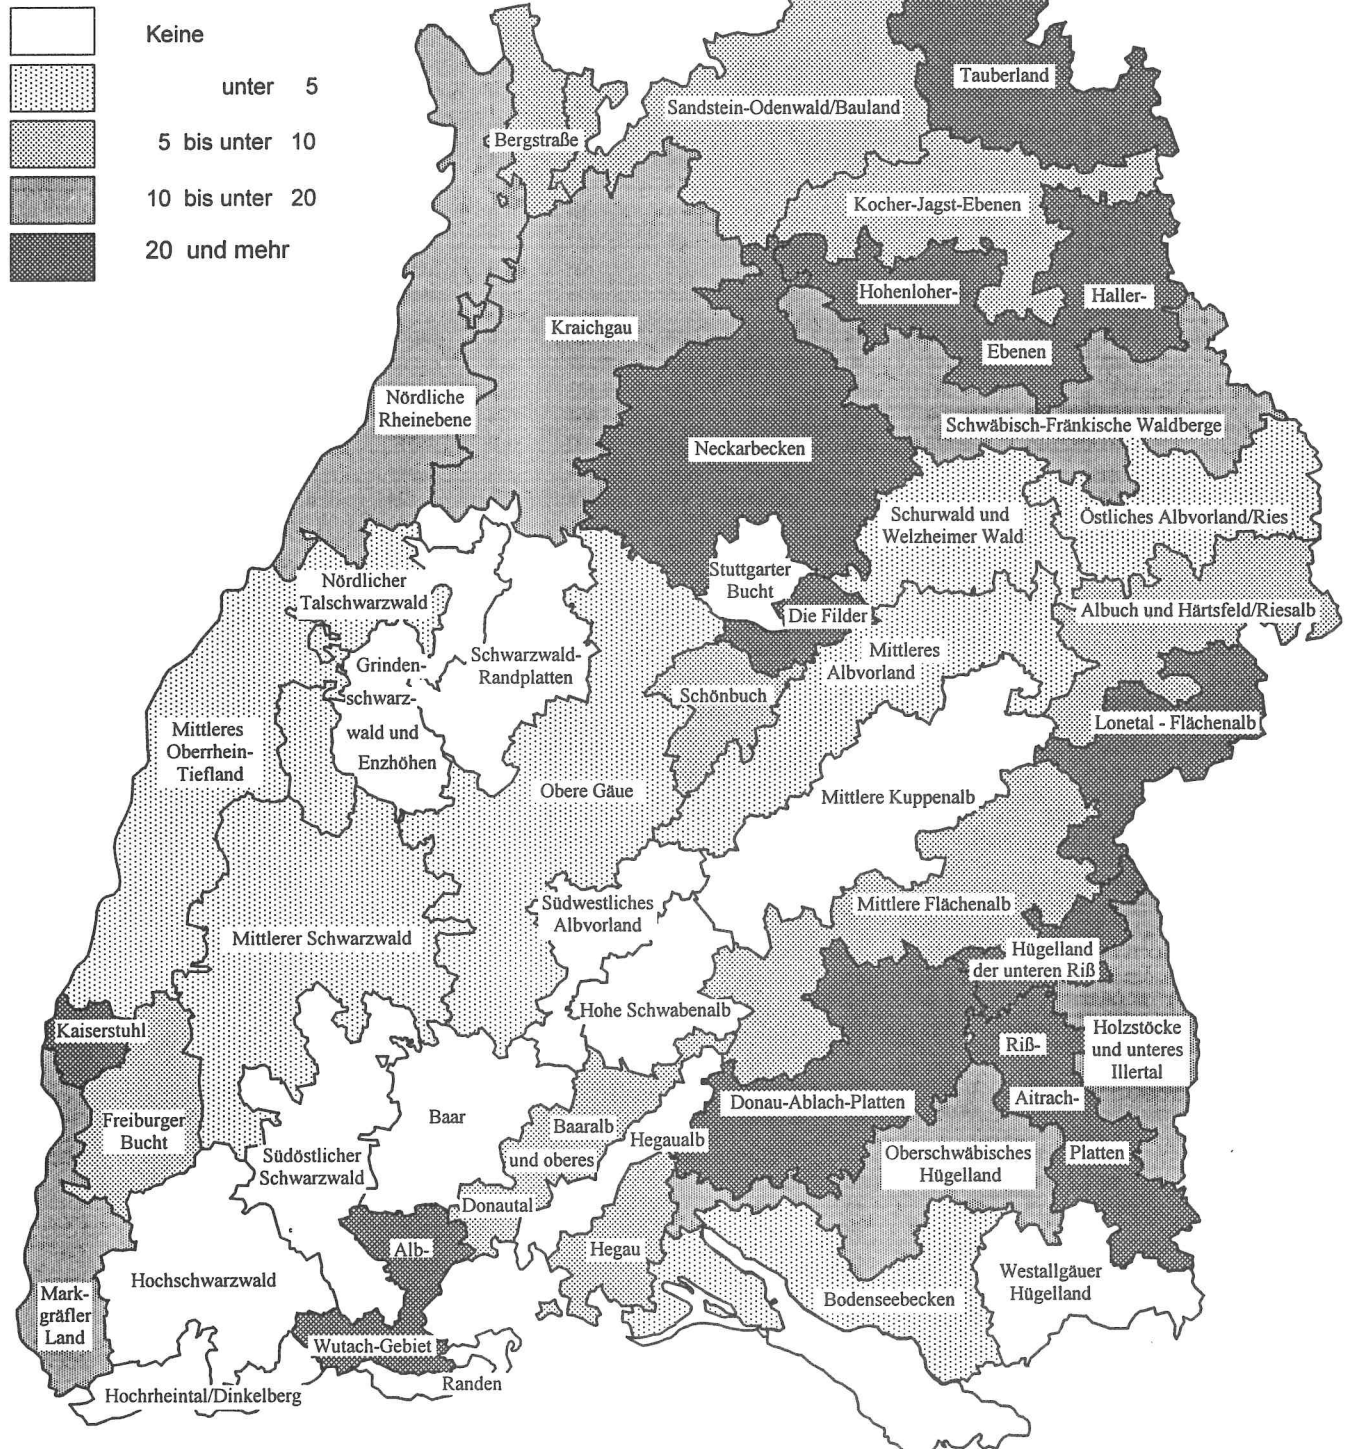 Keine
unter 5
5 bis unter 10
10 bis unter 20
20 und mehr
Tauberland
Sandstein-Odenwald/Bauland
Bergstraße
Kocher-Jagst-Ebenen
Hohenloher-
Haller-
Ebenen
Kraichgau
Nördliche
Rheinebene
Schwäbisch-Fränkische Waldberge
Neckarbecken
Schurwald und
Welzheimer Wald
Östliches Albvorland/Ries
Stuttgarter
Bucht
Nördlicher
Talschwarzwald
Die Filder
Albuch und Härtsfeld/Riesalb
Grinden-
schwarz-
wald und
Enzhöhen
Schwarzwald-
Randplatten
Mittleres
Albvorland
Schönbuch
Lonetal - Flächenalb
Mittleres
Oberrhein-
Tiefland
Obere Gäue
Mittlere Kuppenalb
Südwestliches
Albvorland
Mittlere Flächenalb
Mittlerer Schwarzwald
Hügelland
der unteren Riß
Hohe Schwabenalb
Kaiserstuhl
Holzstöcke
und unteres
Illertal
Riß-
Aitrach-
Platten
Donau-Ablach-Platten
Freiburger
Bucht
Baar
Baaralb
und oberes
Donautal
Hegaualb
Südöstlicher
Schwarzwald
Oberschwäbisches
Hügelland
Alb-
Hegau
Hochschwarzwald
Westallgäuer
Hügelland
Mark-
gräfler
Land
Bodenseebecken
Wutach-Gebiet
Randen
Hochrheintal/Dinkelberg